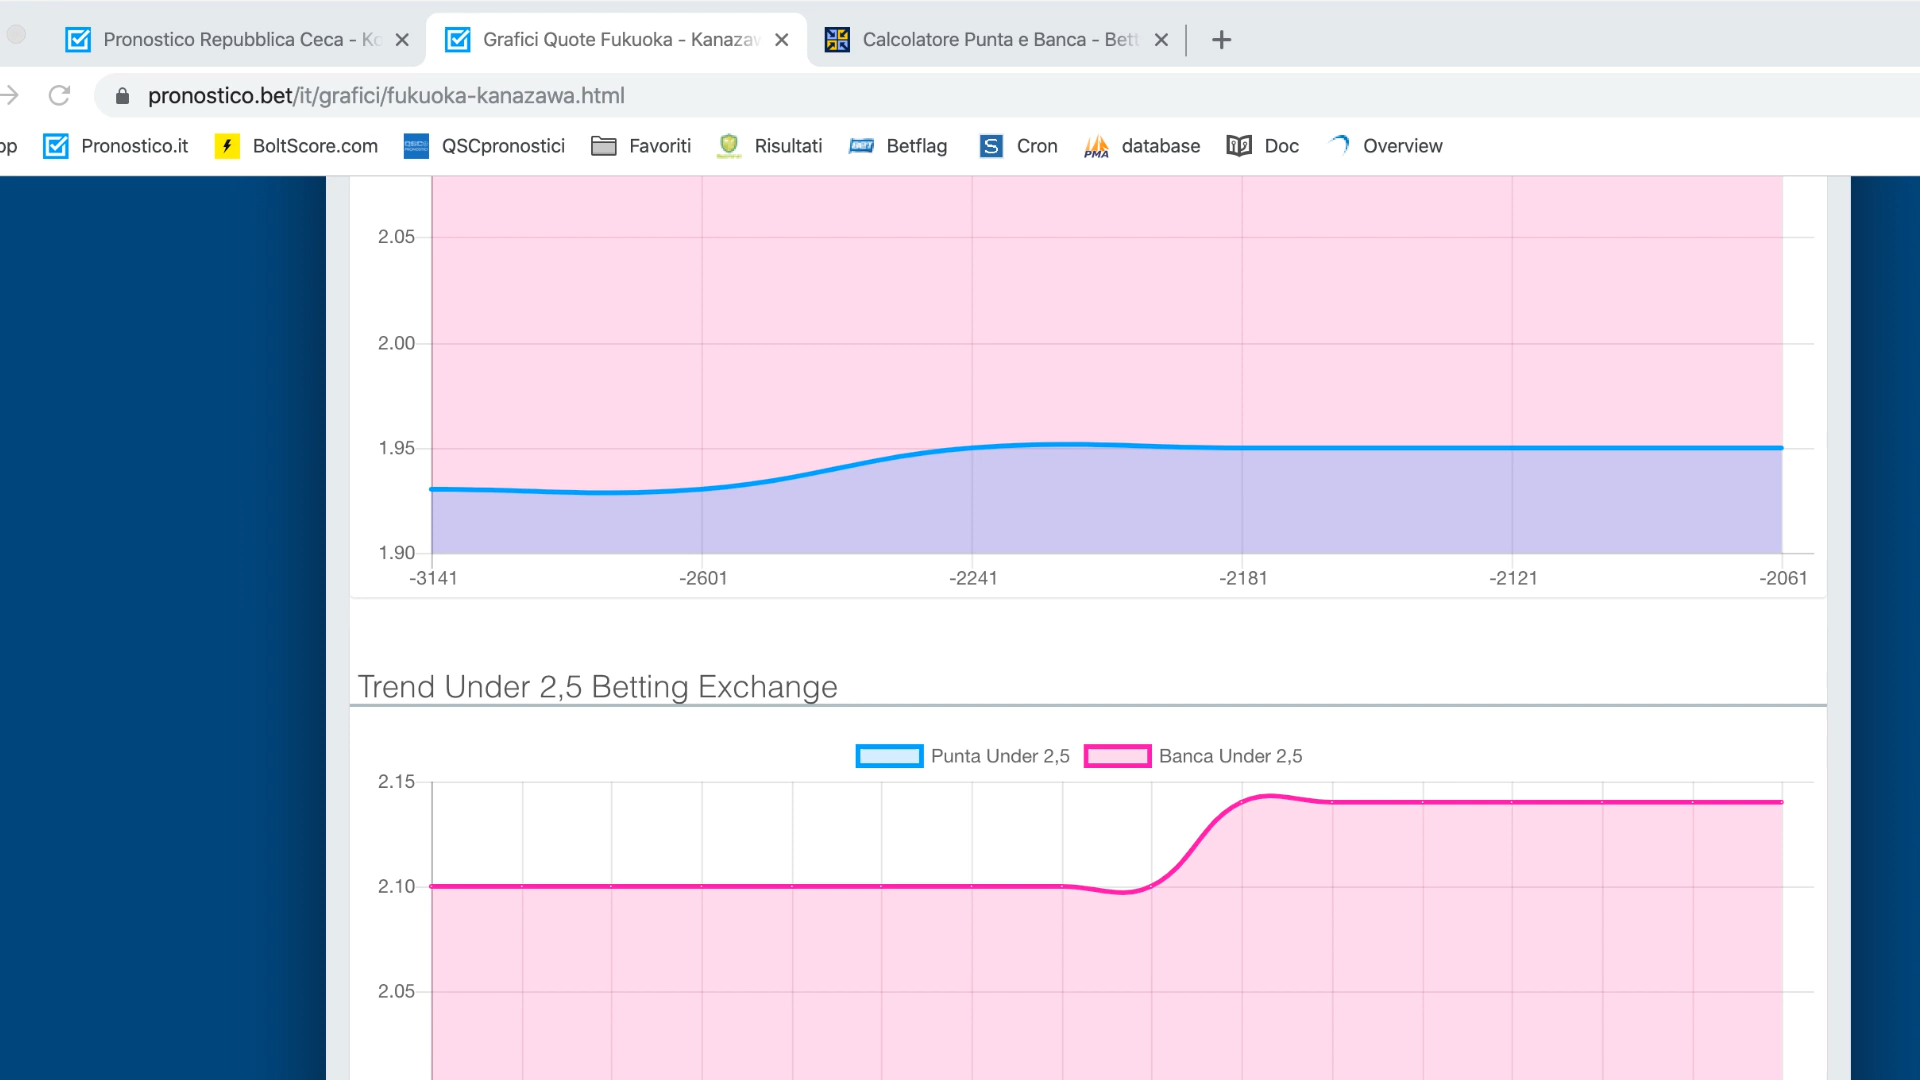 Pronostico Repubblica Ceca - Ko
Grafici Quote Fukuoka - Kanazaw
Calcolatore Punta e Banca - Bett
pronostico.bet/it/grafici/fukuoka-kanazawa.html
pp
Pronostico.it
BoltScore.com
QSCpronostici
Favoriti
Risultati
Betflag
S
Cron
PMA
database
Doc
Overview
2.05
2.00
1.95
1.90
-3141
-2601
-2241
-2181
-2121
-2061
Trend Under 2,5 Betting Exchange
Punta Under 2,5
Banca Under 2,5
2.15
2.10
2.05